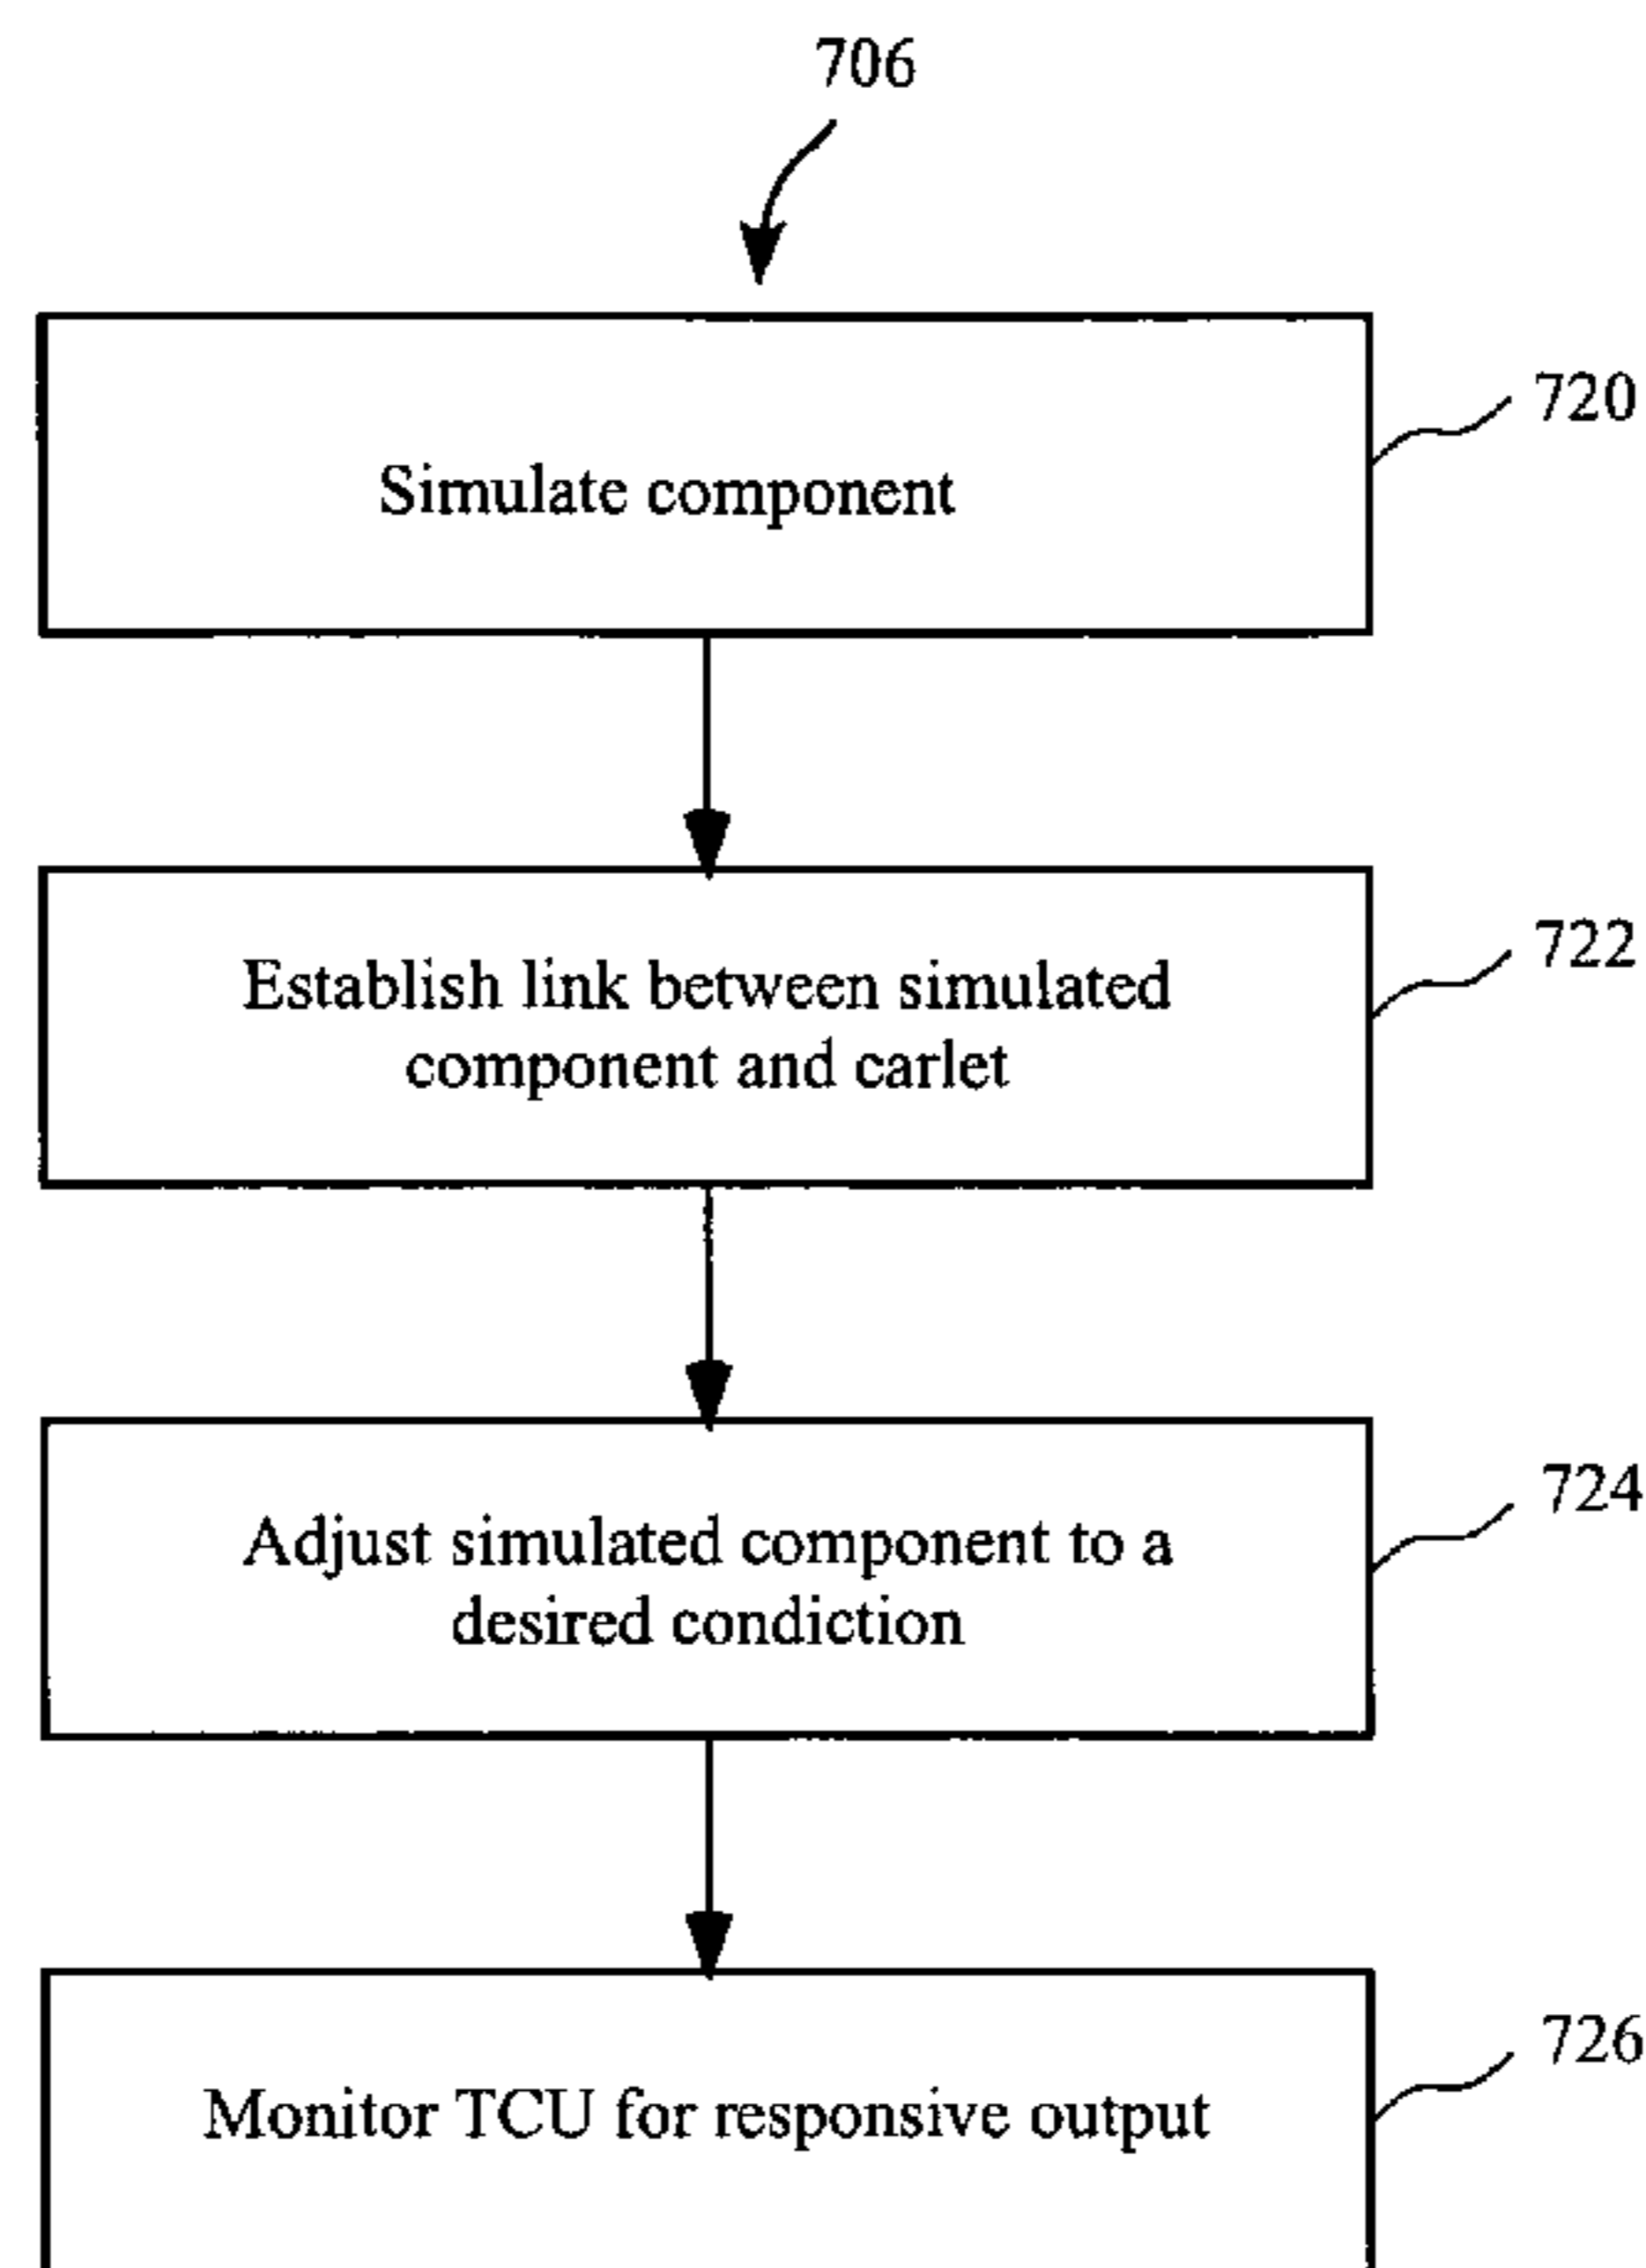 706
Simulate component
720
Establish link between simulated
component and carlet
722
Adjust simulated component to a
desired condiction
724
Monitor TCU for responsive output
726